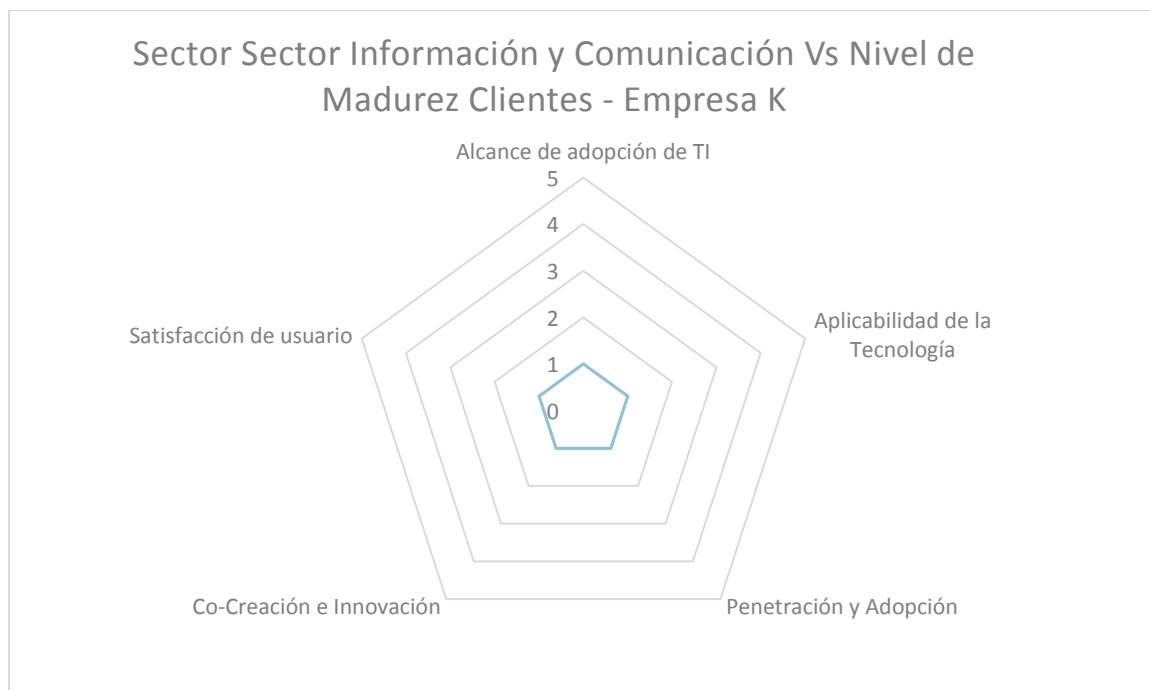 Sector Sector Información y Comunicación Vs Nivel de
Madurez Clientes - Empresa K
Alcance de adopción de TI
5
4
3
2
1
0
Aplicabilidad de la
Tecnología
Satisfacción de usuario
Co-Creación e Innovación
Penetración y Adopción